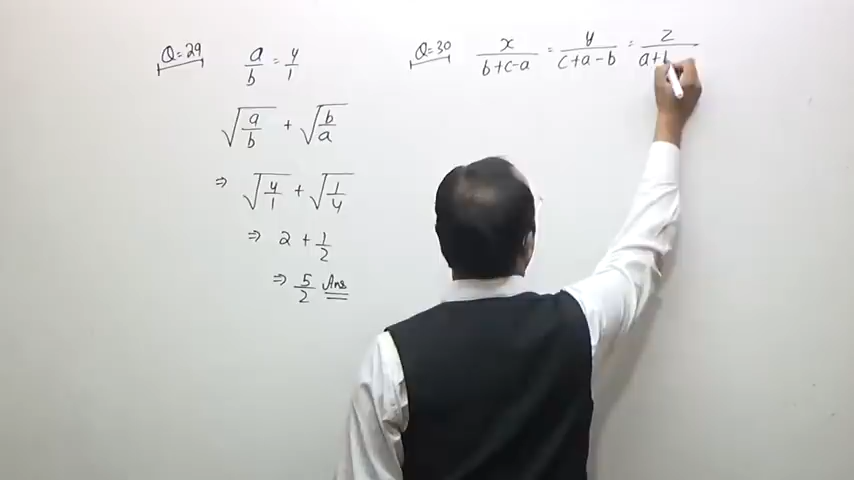 Q=29 a/b = 4/1
√(a/b) + √(b/a)
⇒ √(4/1) + √(1/4)
⇒ 2 + 1/2
⇒ 5/2 Ans
Q=30 x/(b+c-a) = y/(c+a-b) = z/(a+b